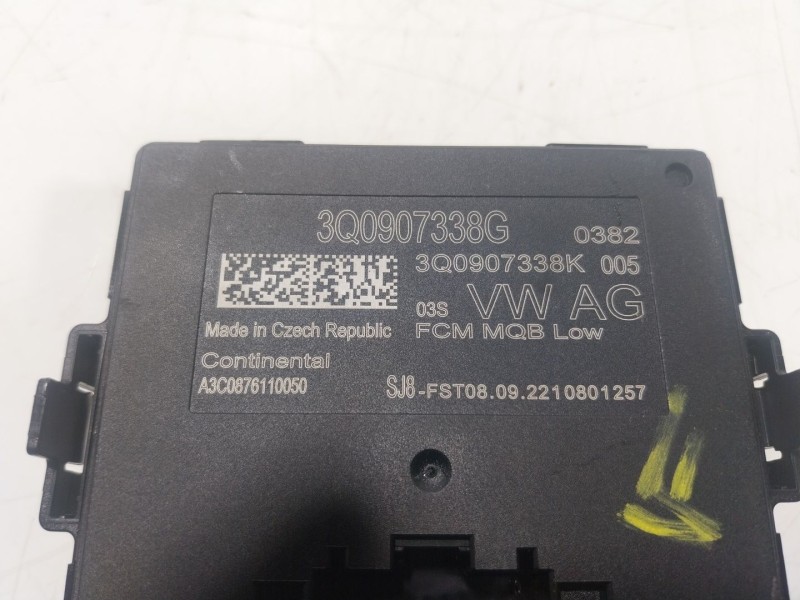 3Q0907338G 0382
3Q0907338K 005
03S VW AG
Made in Czech Republic FCM MQB Low
Continental
A3C0876110050 SJ8-FST08.09.2210801257